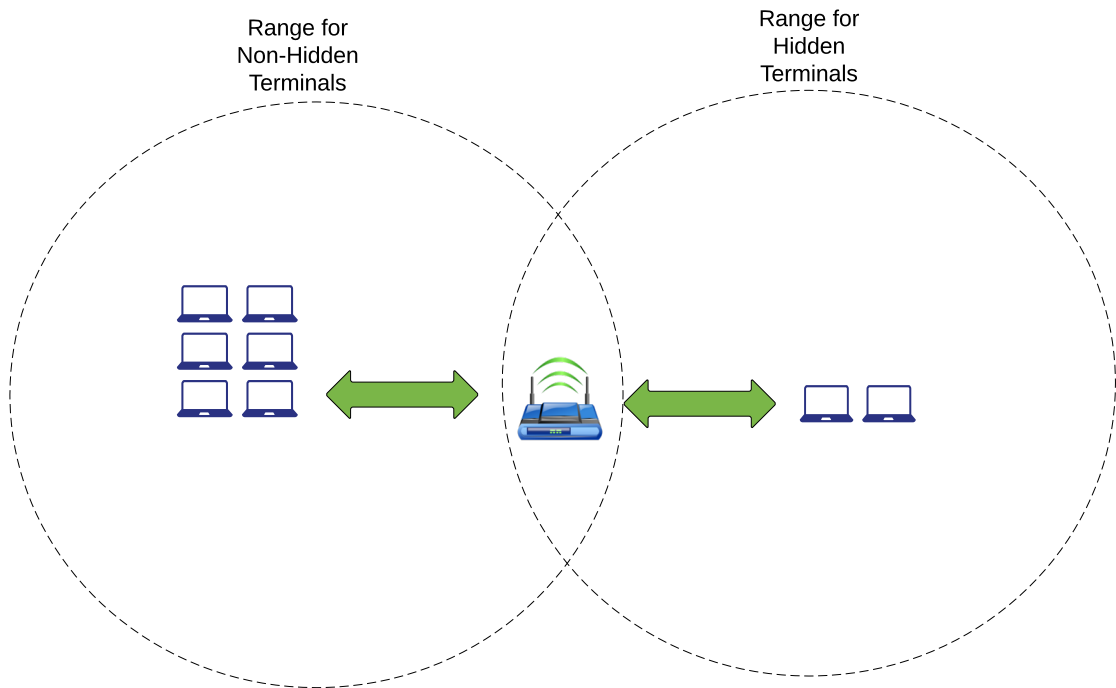 Range for
Non-Hidden
Terminals
Range for
Hidden
Terminals